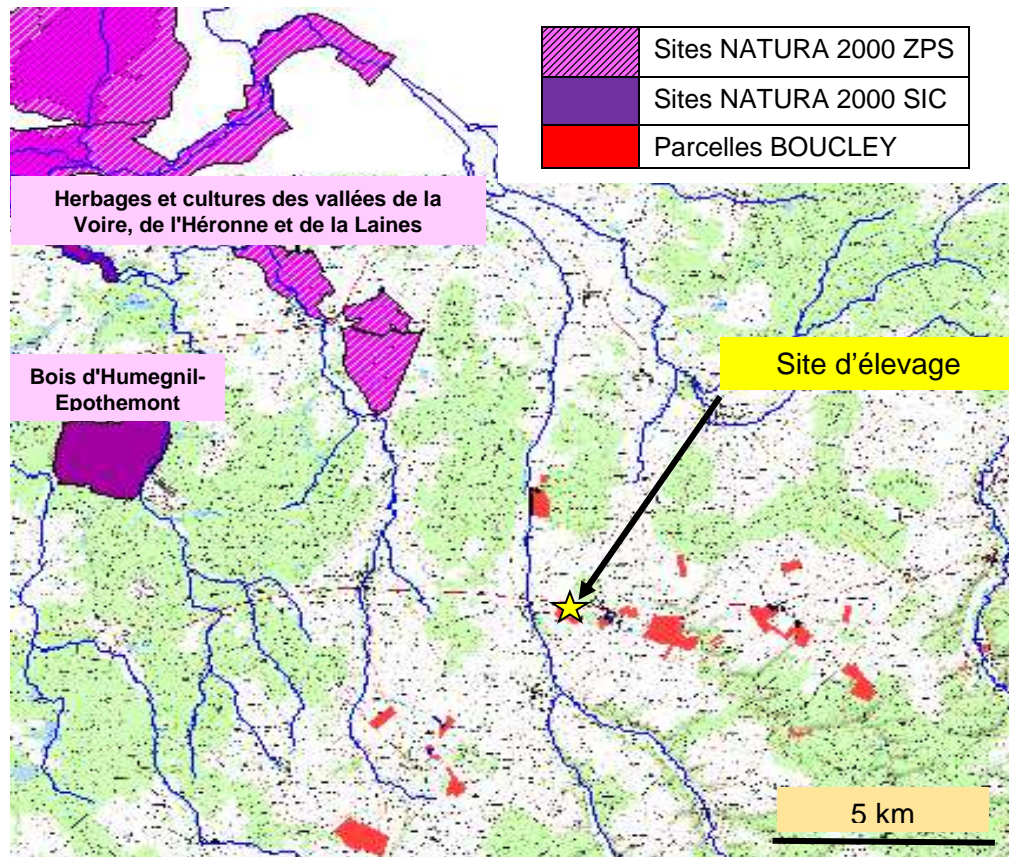 Sites NATURA 2000 ZPS
Sites NATURA 2000 SIC
Parcelles BOUCLEY
Herbages et cultures des vallées de la
Voire, de l'Héronne et de la Laines
Site d’élevage
Bois d'Humegnil-
Epothemont
5 km